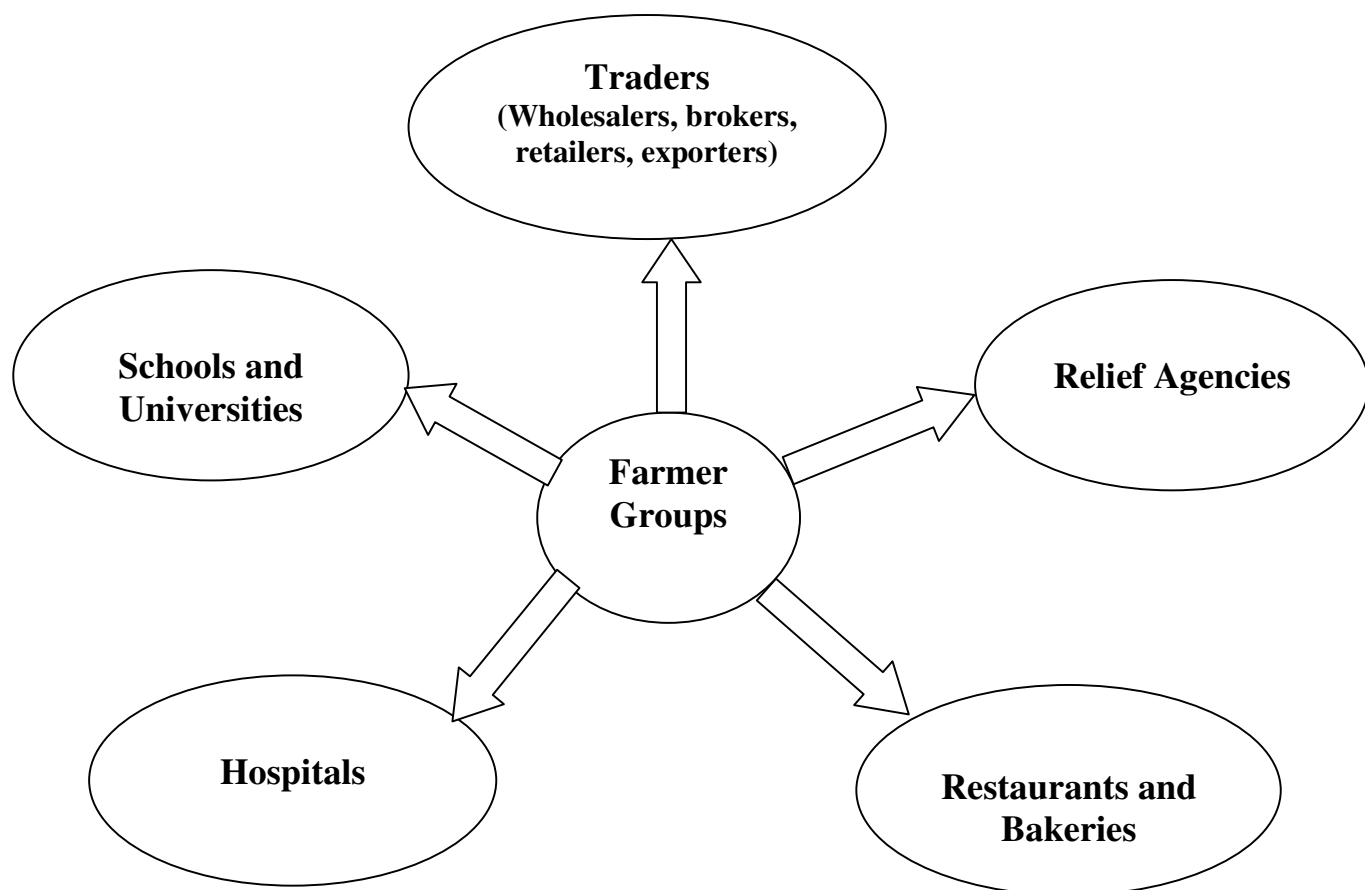 Traders
(Wholesalers, brokers,
retailers, exporters)
Schools and
Universities
Relief Agencies
Farmer
Groups
Hospitals
Restaurants and
Bakeries